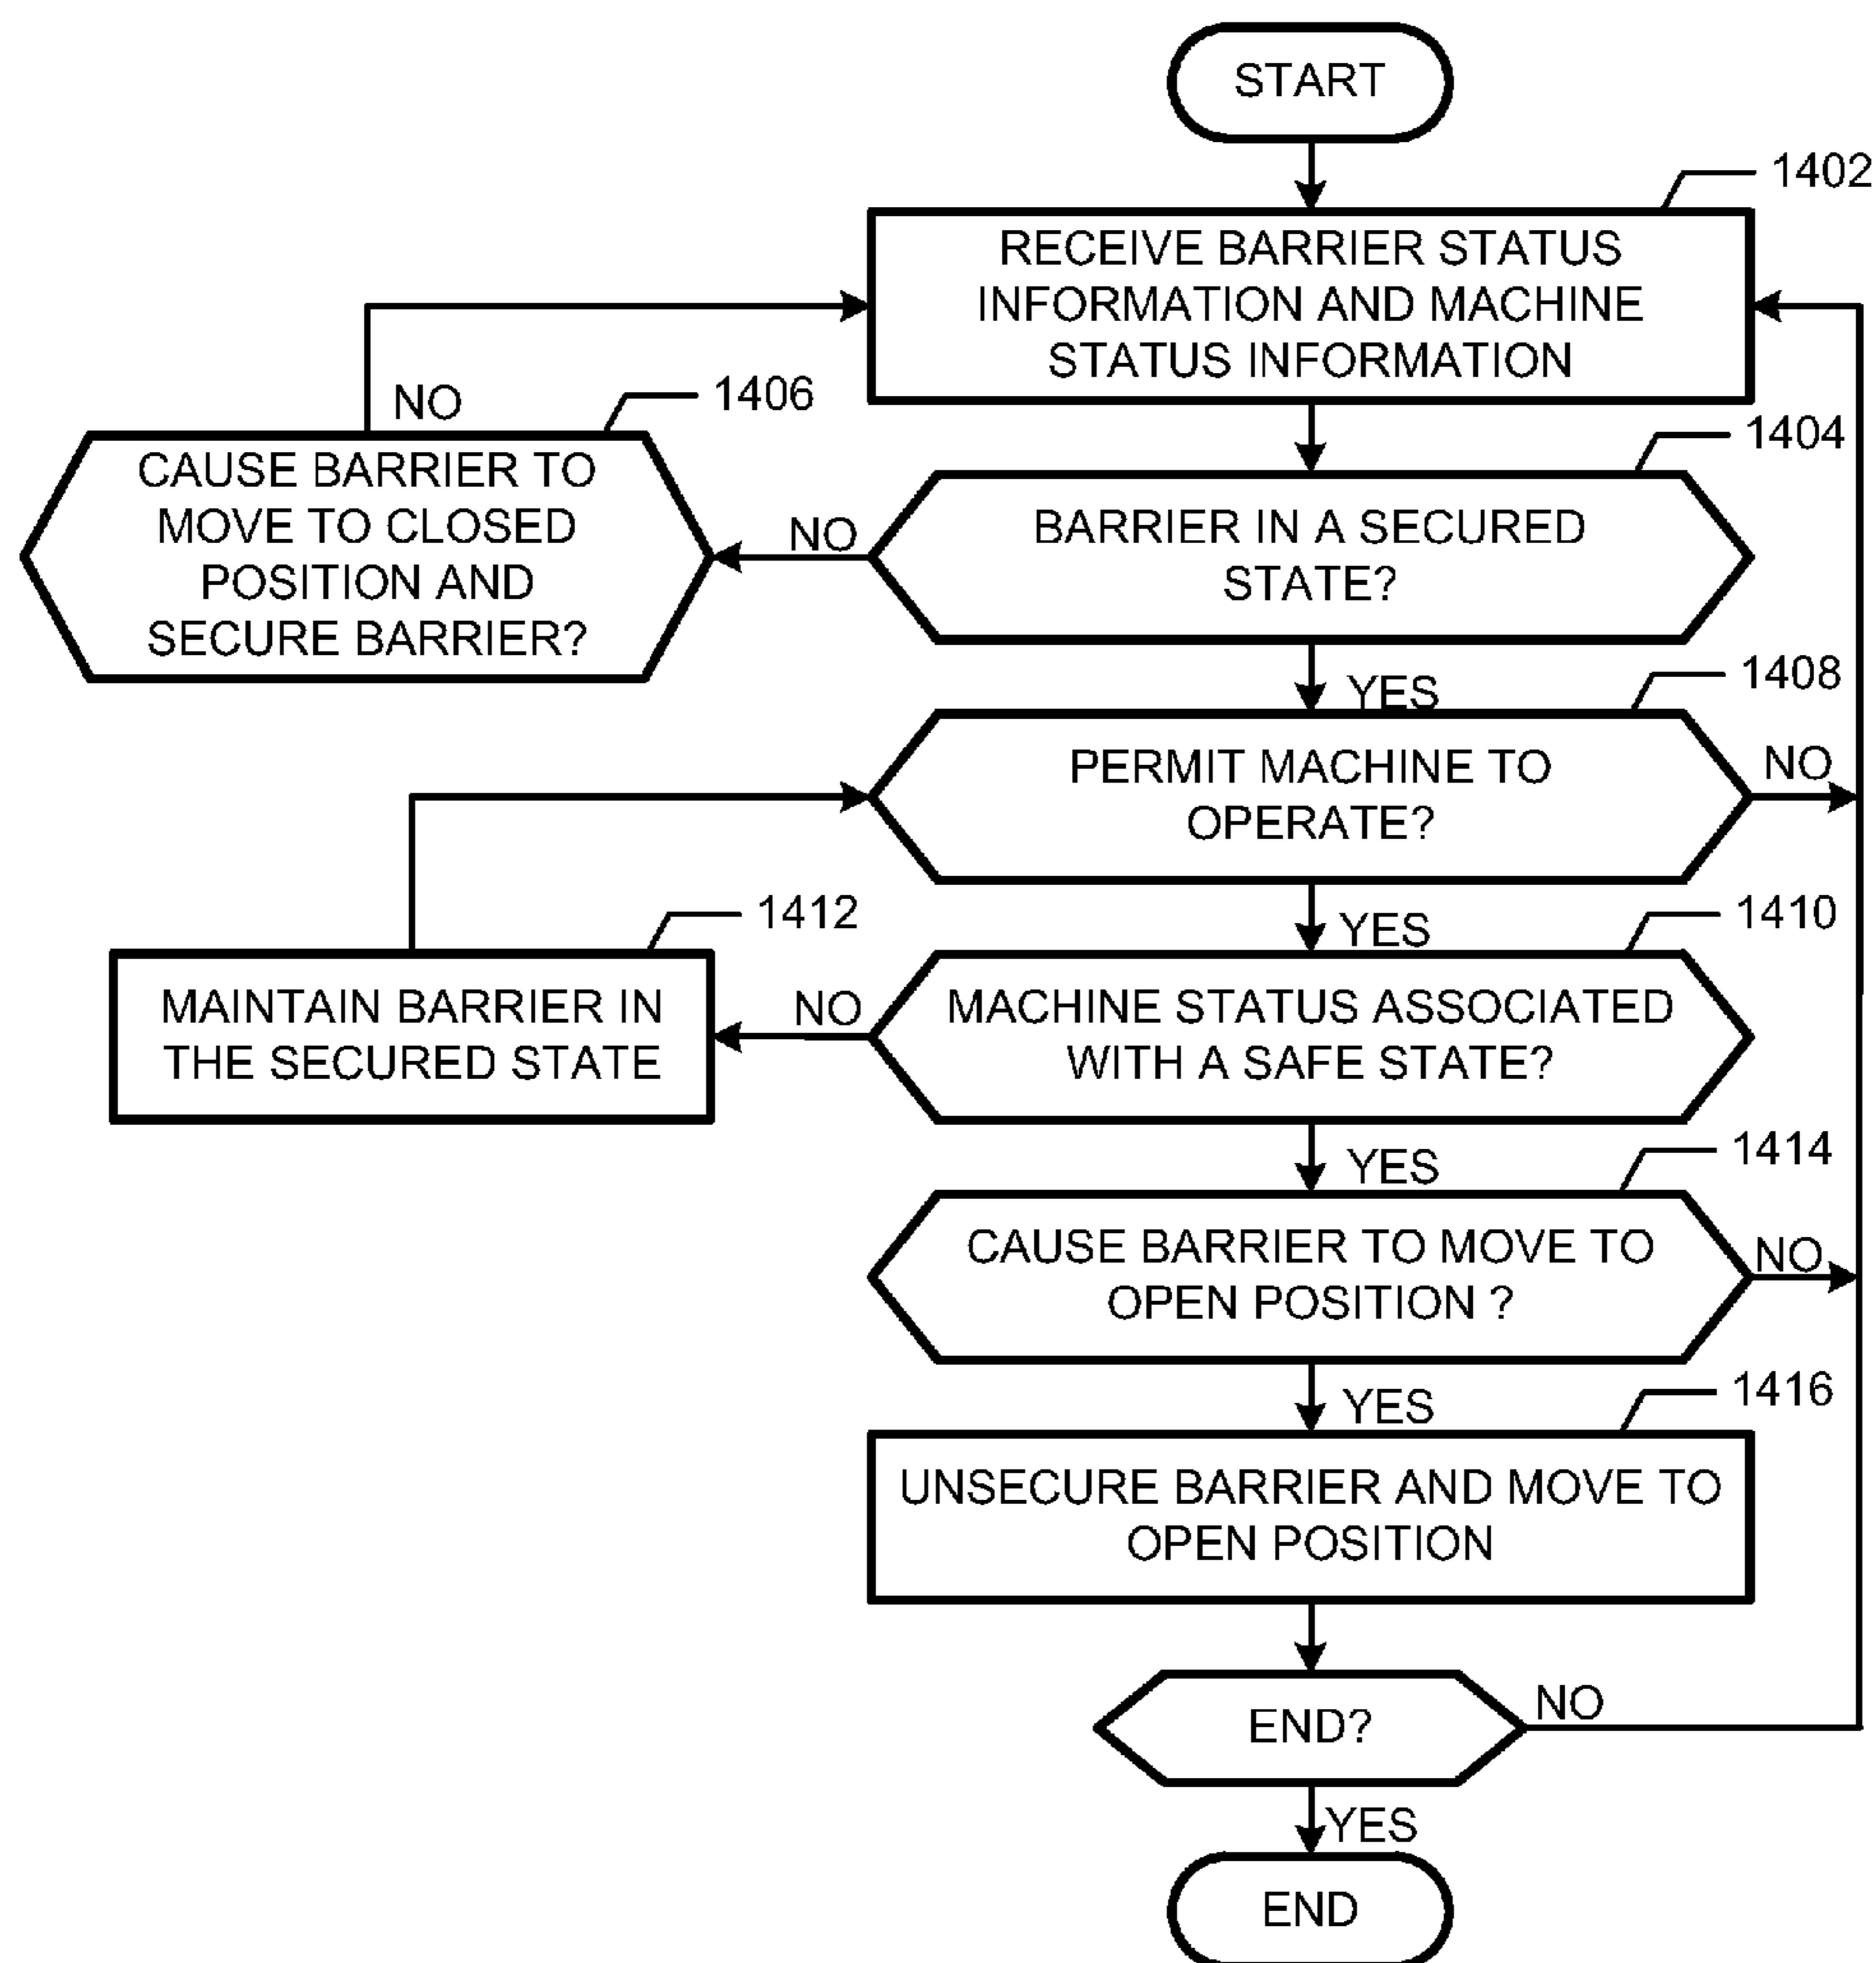 START
1402
RECEIVE BARRIER STATUS
INFORMATION AND MACHINE
STATUS INFORMATION
NO
1406
1404
CAUSE BARRIER TO
MOVE TO CLOSED
POSITION AND
SECURE BARRIER?
NO
BARRIER IN A SECURED
STATE?
YES
1408
PERMIT MACHINE TO
OPERATE?
NO
1412
YES
1410
MAINTAIN BARRIER IN
THE SECURED STATE
NO
MACHINE STATUS ASSOCIATED
WITH A SAFE STATE?
YES
1414
CAUSE BARRIER TO MOVE TO
OPEN POSITION ?
NO
YES
1416
UNSECURE BARRIER AND MOVE TO
OPEN POSITION
END?
NO
YES
END